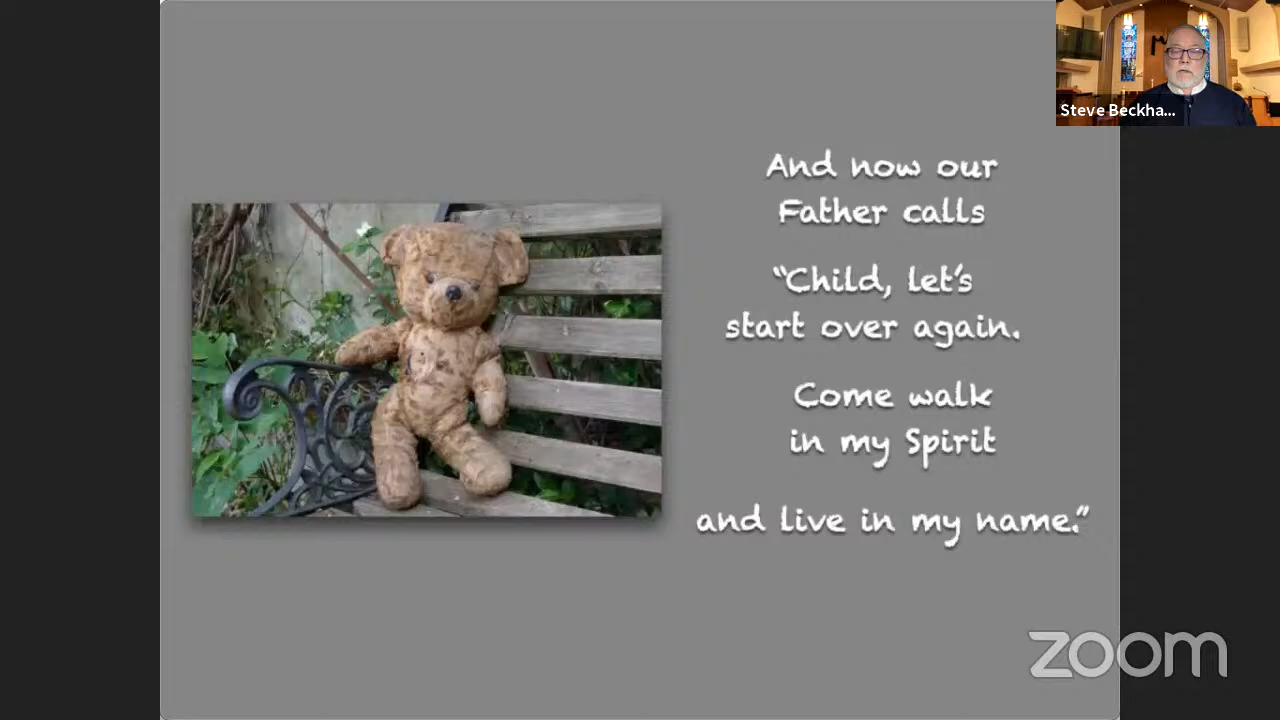 Steve Beckha...
And now our
Father calls
“Child, let’s
start over again.
Come walk
in my Spirit
and live in my name.”
zoom